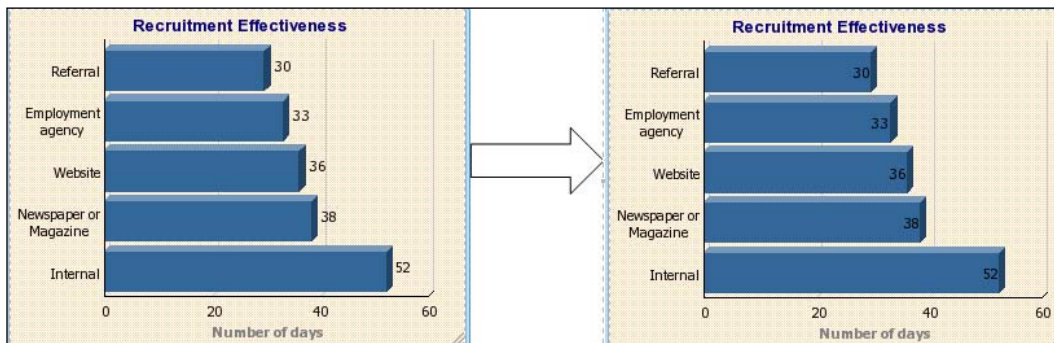 Recruitment Effectiveness
Referral
30
Employment
agency
33
Website
36
Newspaper or
Magazine
38
Internal
52
0 20 40 60
Number of days
Recruitment Effectiveness
Referral
30
Employment
agency
33
Website
36
Newspaper or
Magazine
38
Internal
52
0 20 40 60
Number of days